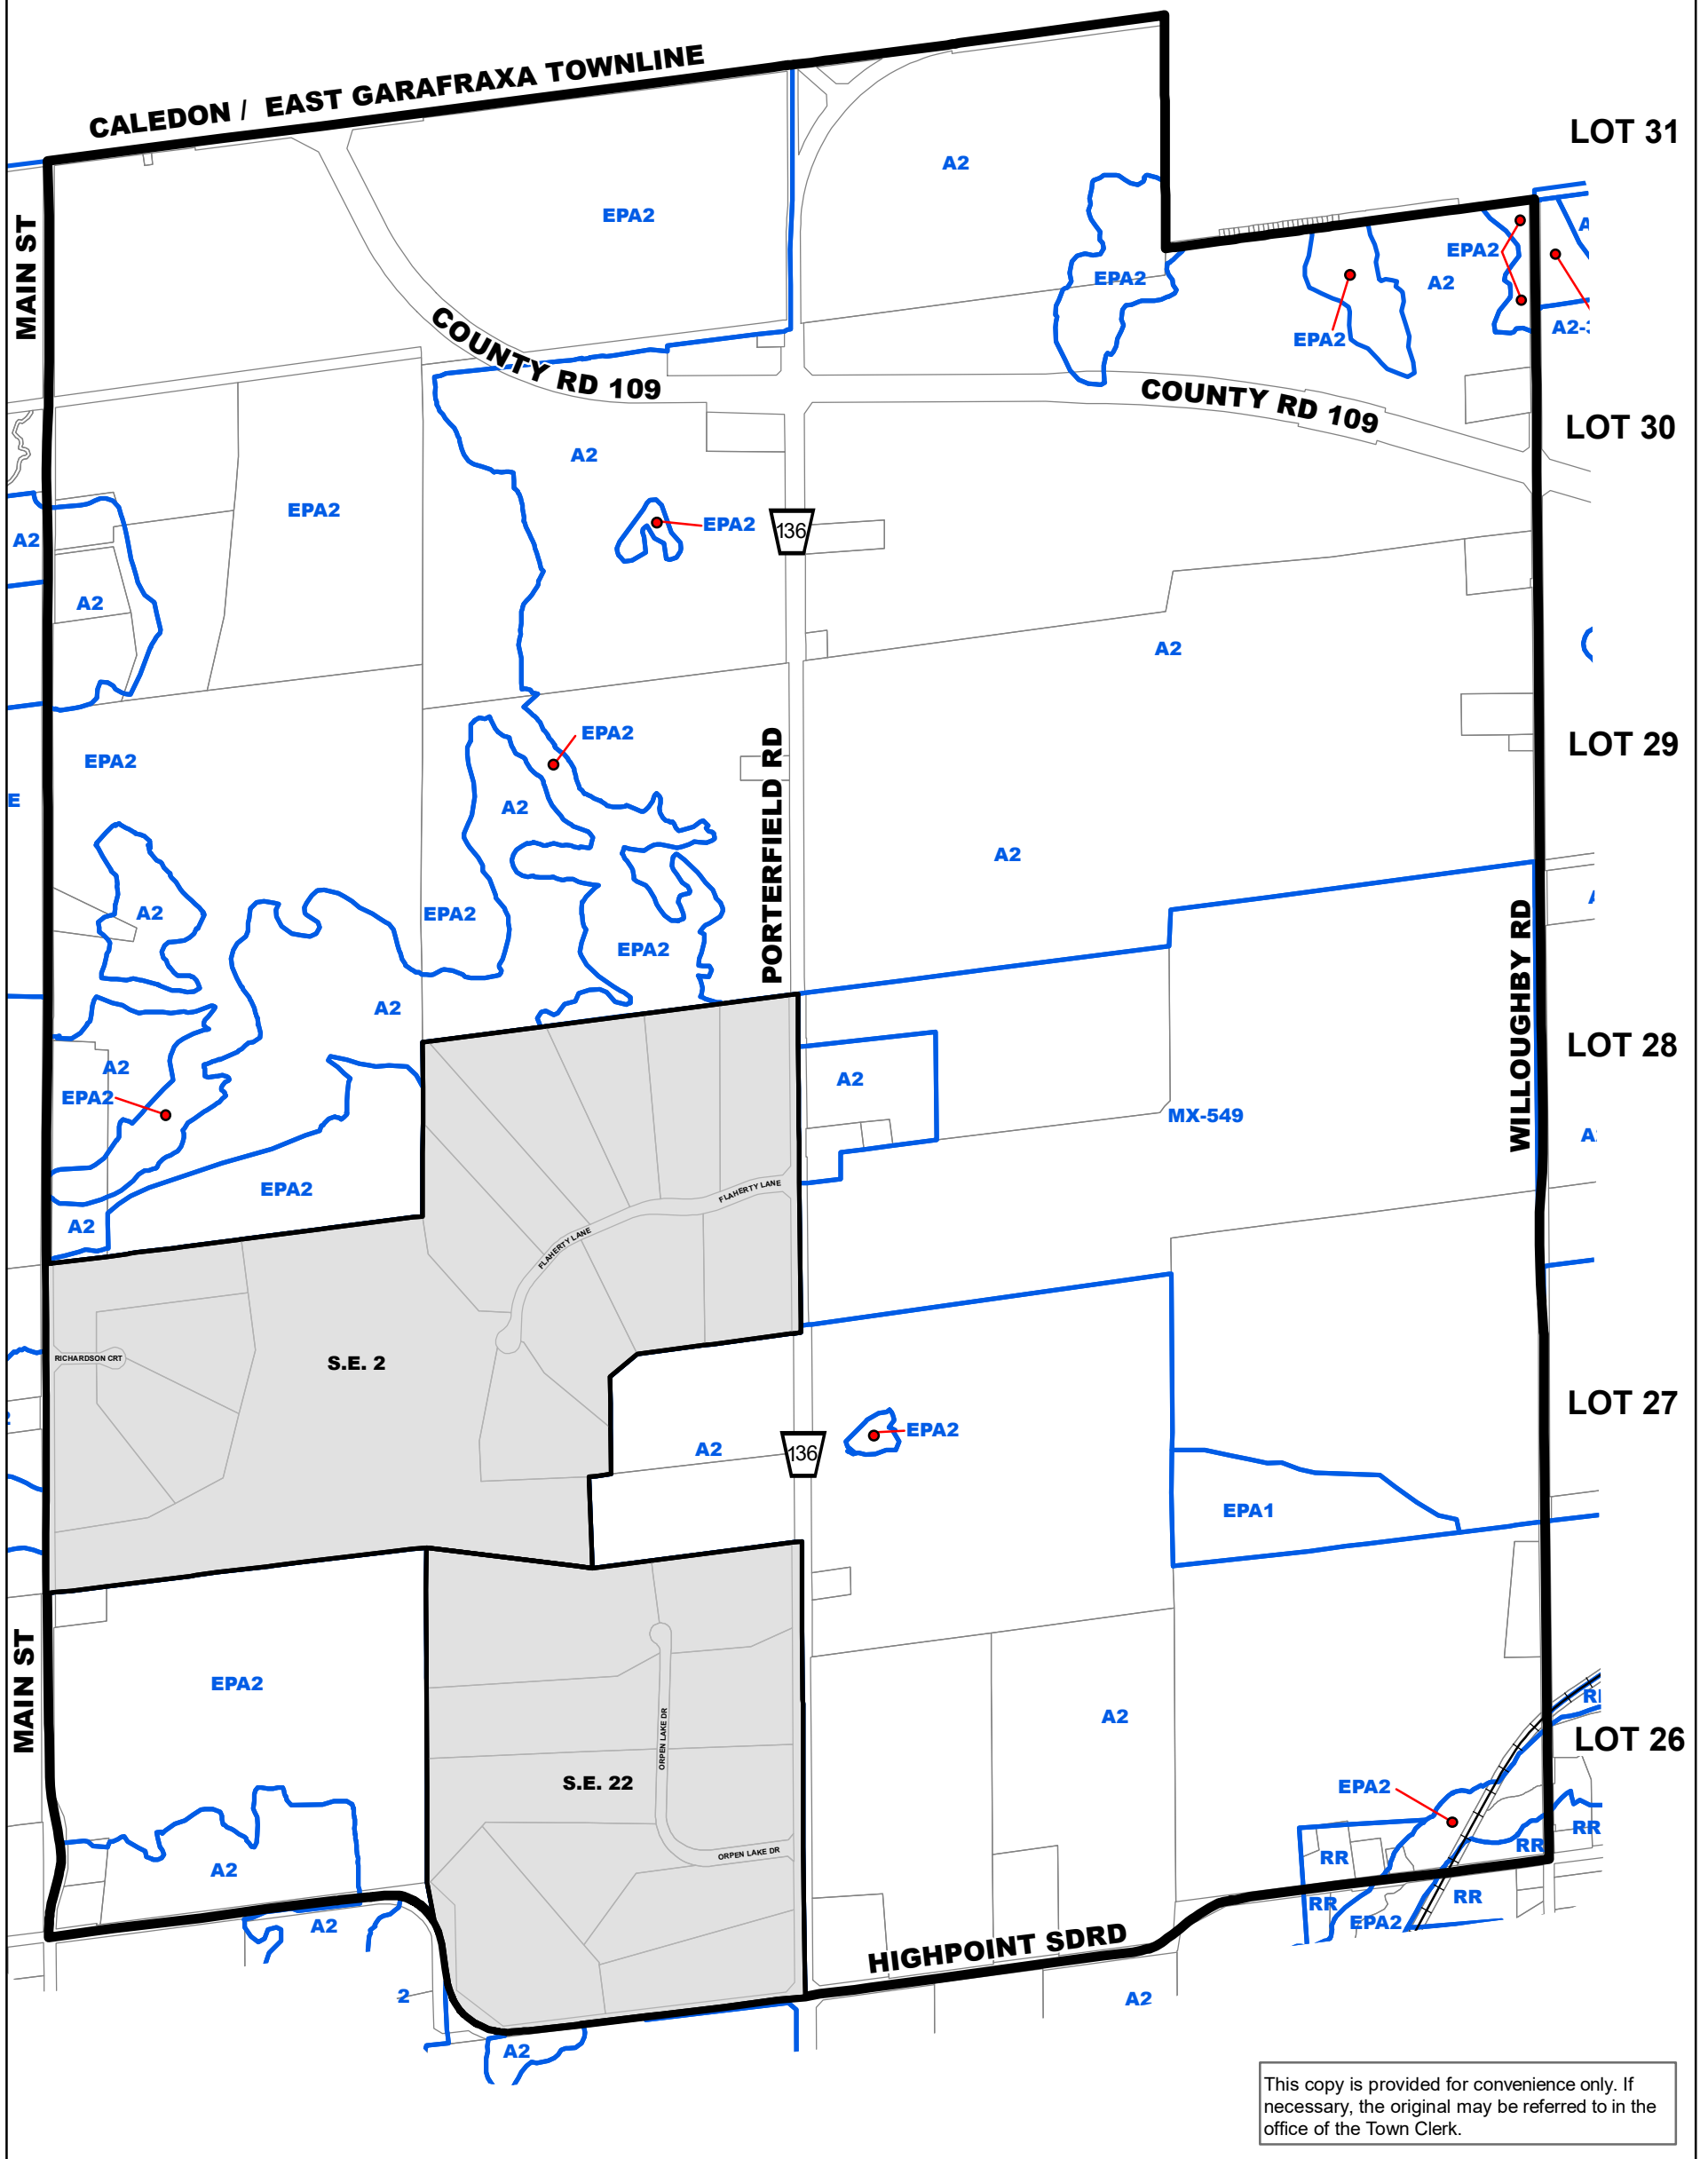 CALEDON / EAST GARAFRAXA TOWNLINE
LOT 31
A2
EPA2
MAIN ST
EPA2
EPA2
A2
EPA2
COUNTY RD 109
A2-
COUNTY RD 109
LOT 30
A2
EPA2
EPA2
136
A2
A2
A2
EPA2
LOT 29
EPA2
PORTERFIELD RD
E
A2
A2
A2
EPA2
EPA2
WILLOUGHBY RD
A2
LOT 28
A2
A2
EPA2
MX-549
A
EPA2
FLAHERTY LANE
A2
FLAHERTY LANE
RICHARDSON CRT
S.E. 2
LOT 27
EPA2
A2
136
EPA1
MAIN ST
EPA2
A2
ORPEN LAKE DR
LOT 26
S.E. 22
EPA2
RR
RR
ORPEN LAKE DR
RR
A2
RR
RR
A2
EPA2
HIGHPOINT SDRD
2
A2
A2
This copy is provided for convenience only. If
necessary, the original may be referred to in the
office of the Town Clerk.